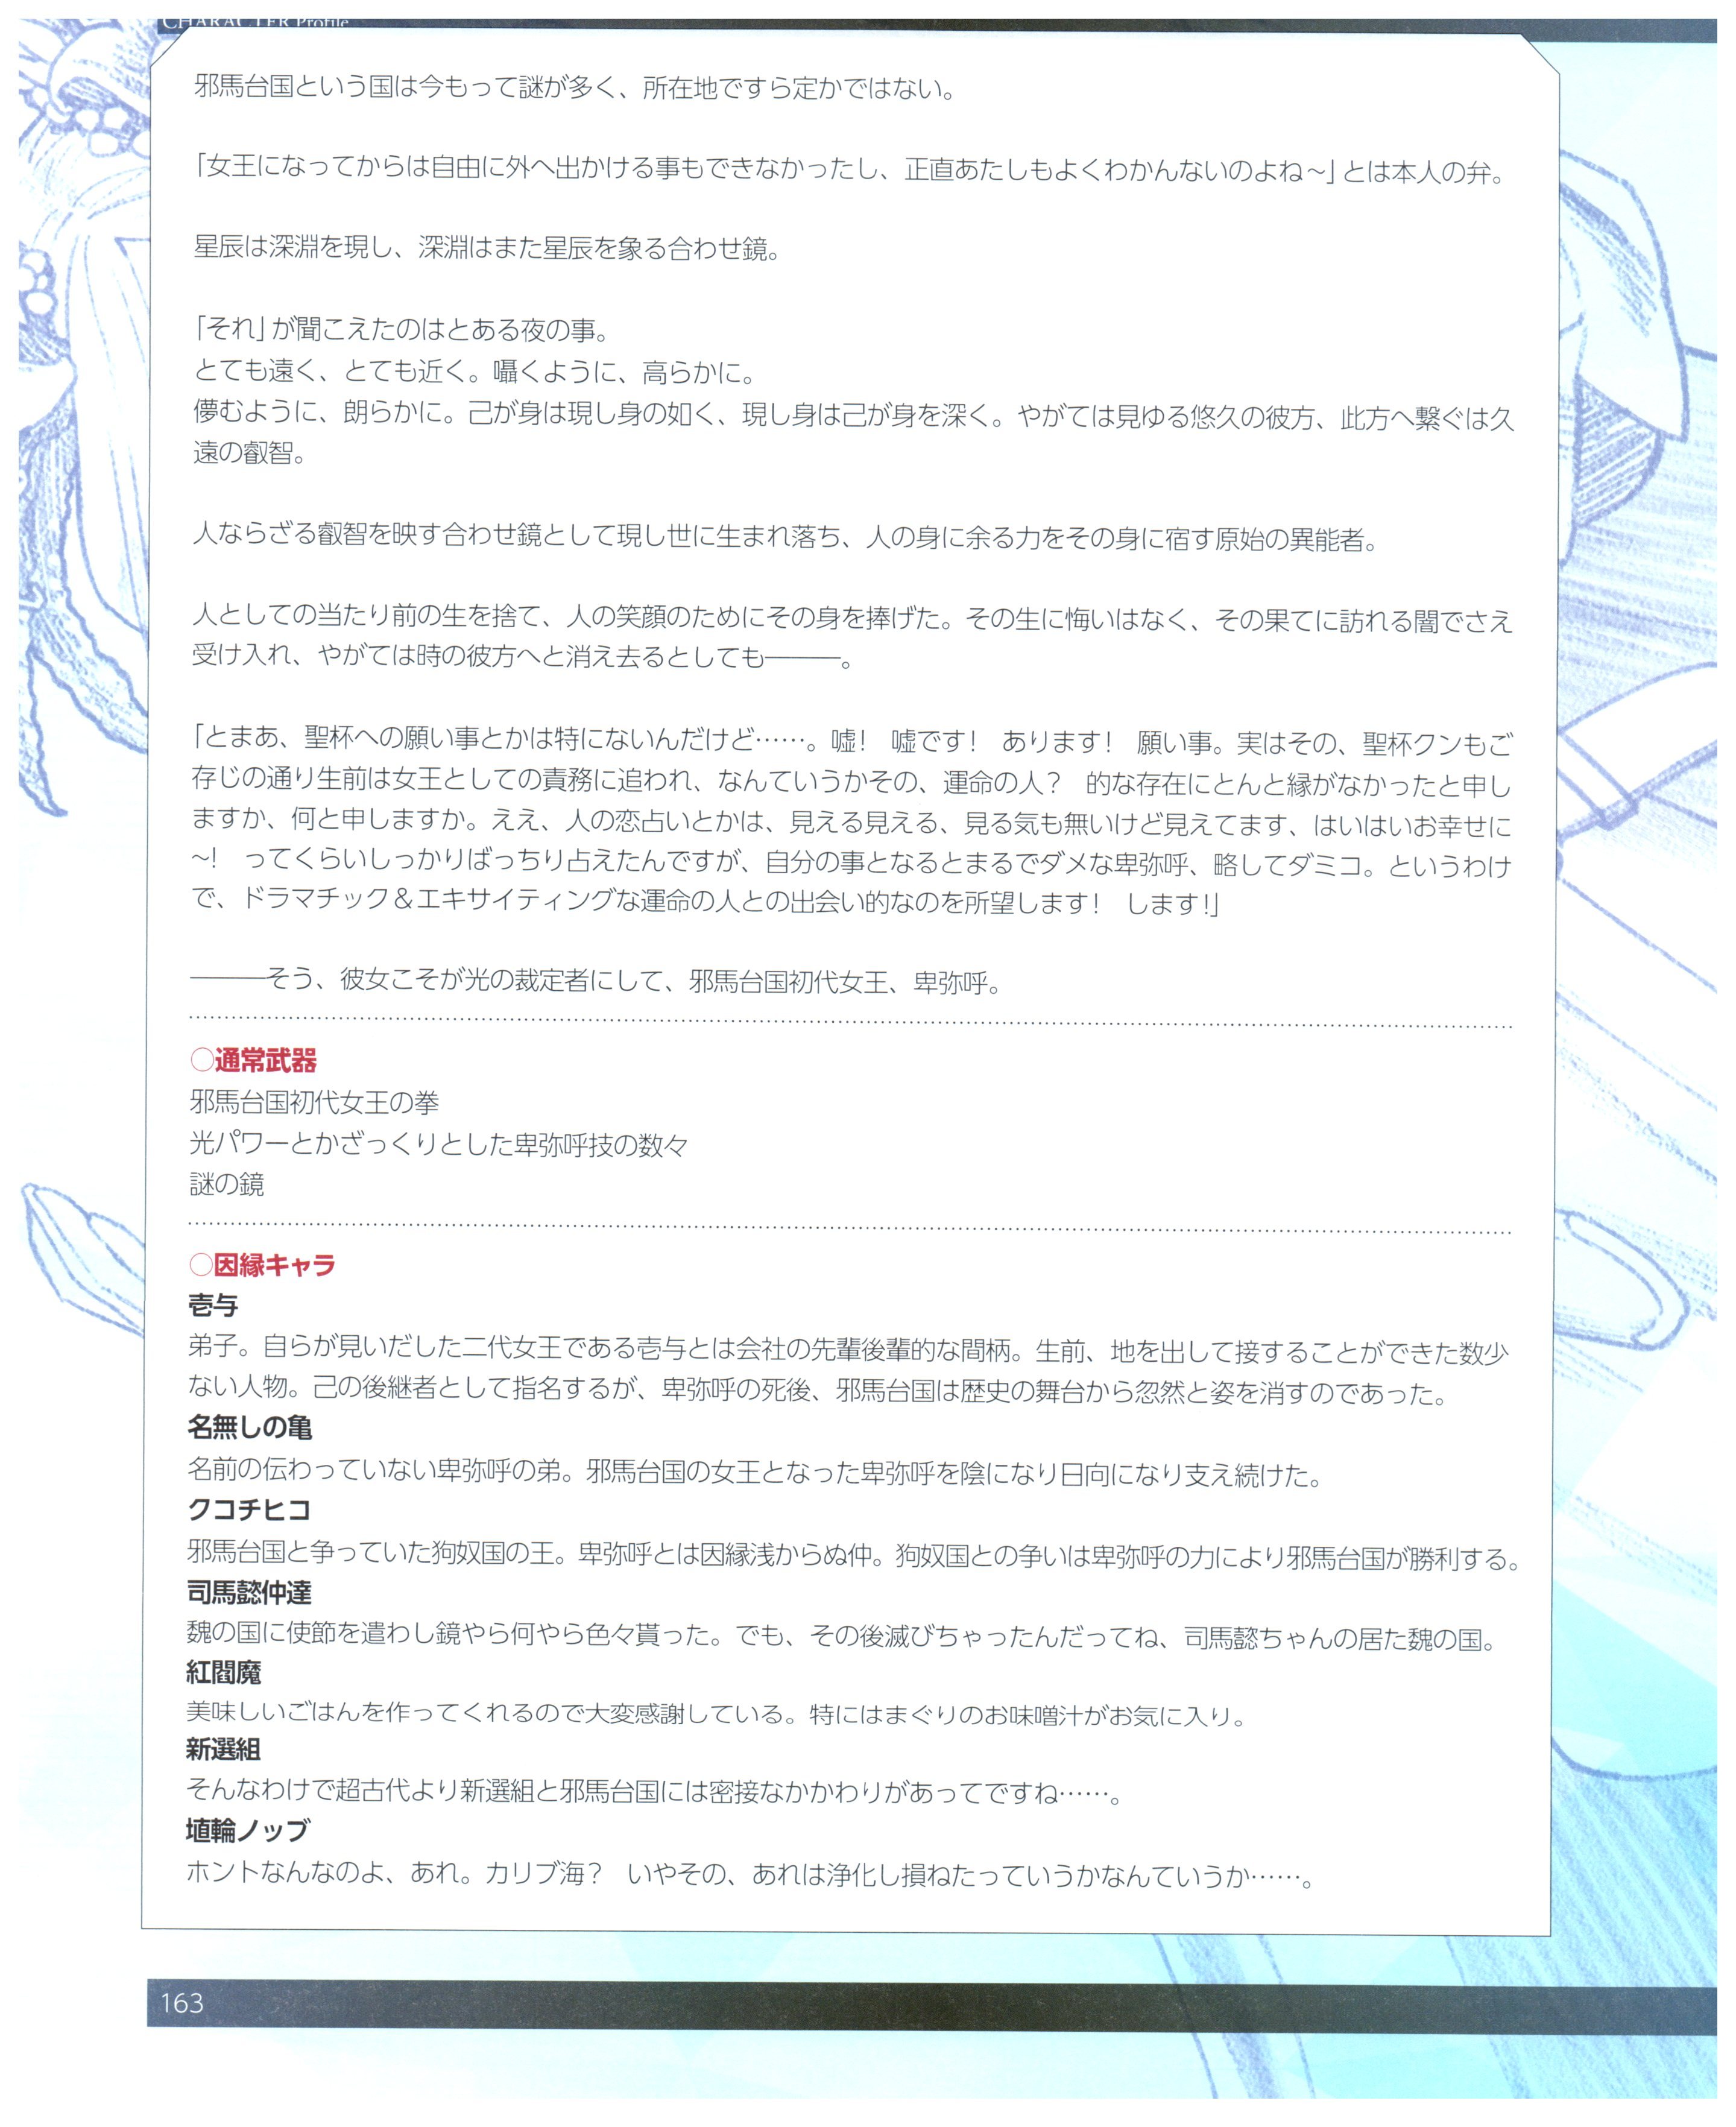 CHARACTER Profile
邪馬台国という国は今もって謎が多く、所在地ですら定かではない。
「女王になってからは自由に外へ出かける事もできなかったし、正直あたしもよくわかんないのよね～」とは本人の弁。
星辰は深淵を現し、深淵はまた星辰を象る合わせ鏡。
「それ」が聞こえたのはとある夜の事。
とても遠く、とても近く。囁くように、高らかに。
儚むように、朗らかに。己が身は現し身の如く、現し身は己が身を深く。やがては見ゆる悠久の彼方、此方へ繋ぐは久
遠の叡智。
人ならざる叡智を映す合わせ鏡として現し世に生まれ落ち、人の身に余る力をその身に宿す原始の異能者。
人としての当たり前の生を捨て、人の笑顔のためにその身を捧げた。その生に悔いはなく、その果てに訪れる闇でさえ
受け入れ、やがては時の彼方へと消え去るとしても―――。
「とまあ、聖杯への願い事とかは特にないんだけど……。嘘！　嘘です！　あります！　願い事。実はその、聖杯クンもご
存じの通り生前は女王としての責務に追われ、なんていうかその、運命の人？　的な存在にとんと縁がなかったと申し
ますか、何と申しますか。ええ、人の恋占いとかは、見える見える、見る気も無いけど見えてます、はいはいお幸せに
～！　ってくらいしっかりばっちり占えたんですが、自分の事となるとまるでダメな卑弥呼、略してダミコ。というわけ
で、ドラマチック＆エキサイティングな運命の人との出会い的なのを所望します！　します！」
―――そう、彼女こそが光の裁定者にして、邪馬台国初代女王、卑弥呼。
○通常武器
邪馬台国初代女王の拳
光パワーとかざっくりとした卑弥呼技の数々
謎の鏡
○因縁キャラ
壱与
弟子。自らが見いだした二代女王である壱与とは会社の先輩後輩的な間柄。生前、地を出して接することができた数少
ない人物。己の後継者として指名するが、卑弥呼の死後、邪馬台国は歴史の舞台から忽然と姿を消すのであった。
名無しの亀
名前の伝わっていない卑弥呼の弟。邪馬台国の女王となった卑弥呼を陰になり日向になり支え続けた。
クコチヒコ
邪馬台国と争っていた狗奴国の王。卑弥呼とは因縁浅からぬ仲。狗奴国との争いは卑弥呼の力により邪馬台国が勝利する。
司馬懿仲達
魏の国に使節を遣わし鏡やら何やら色々貰った。でも、その後滅びちゃったんだってね、司馬懿ちゃんの居た魏の国。
紅閻魔
美味しいごはんを作ってくれるので大変感謝している。特にはまぐりのお味噌汁がお気に入り。
新選組
そんなわけで超古代より新選組と邪馬台国には密接なかかわりがあってですね……。
埴輪ノッブ
ホントなんなのよ、あれ。カリブ海？　いやその、あれは浄化し損ねたっていうかなんていうか……。
163